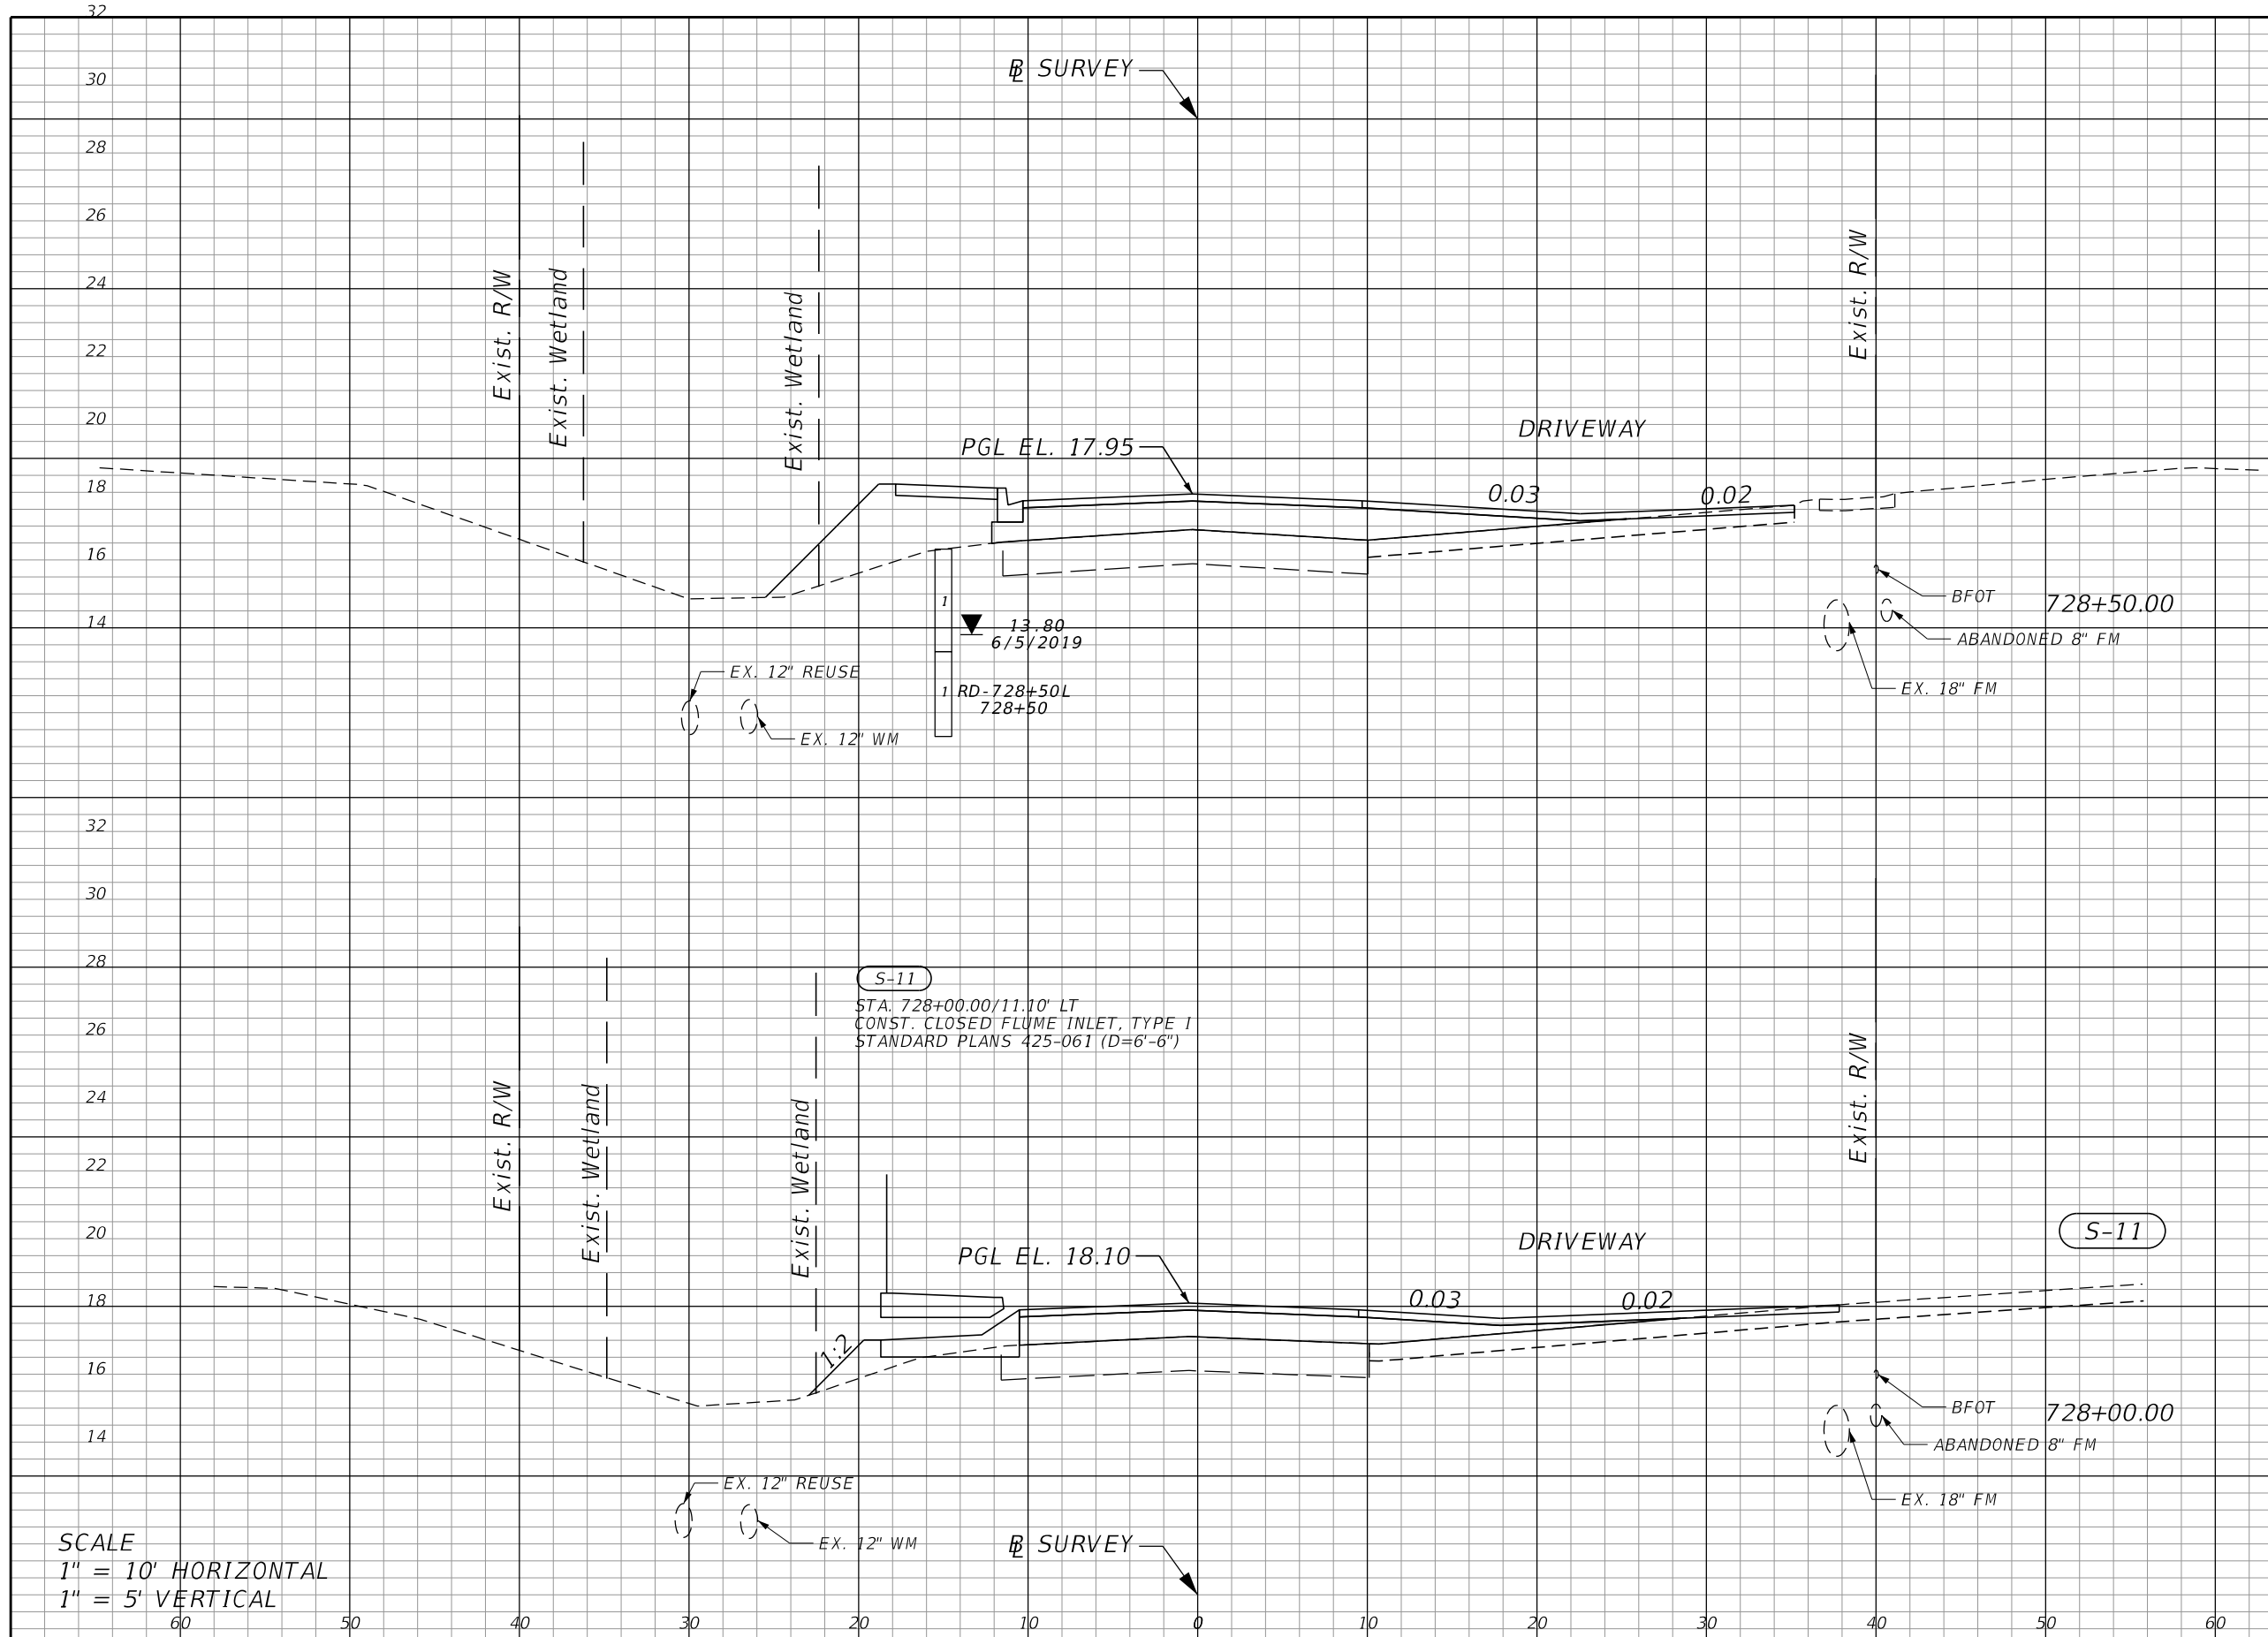 32
30
28
26
24
22
20
18
16
14
BL SURVEY
Exist. R/W
Exist. Wetland
Exist. Wetland
Exist. R/W
PGL EL. 17.95
DRIVEWAY
0.03
0.02
1
13.80
6/5/2019
1
RD-728+50L
728+50
EX. 12" REUSE
EX. 12" WM
BFOT
728+50.00
ABANDONED 8" FM
EX. 18" FM
32
30
28
26
24
22
20
18
16
14
S-11
STA. 728+00.00/11.10' LT
CONST. CLOSED FLUME INLET, TYPE I
STANDARD PLANS 425-061 (D=6'-6")
Exist. R/W
Exist. Wetland
Exist. Wetland
Exist. R/W
PGL EL. 18.10
DRIVEWAY
S-11
0.03
0.02
1:2
BFOT
728+00.00
ABANDONED 8" FM
EX. 18" FM
EX. 12" REUSE
EX. 12" WM
BL SURVEY
SCALE
1" = 10' HORIZONTAL
1" = 5' VERTICAL
60 50 40 30 20 10 0 10 20 30 40 50 60